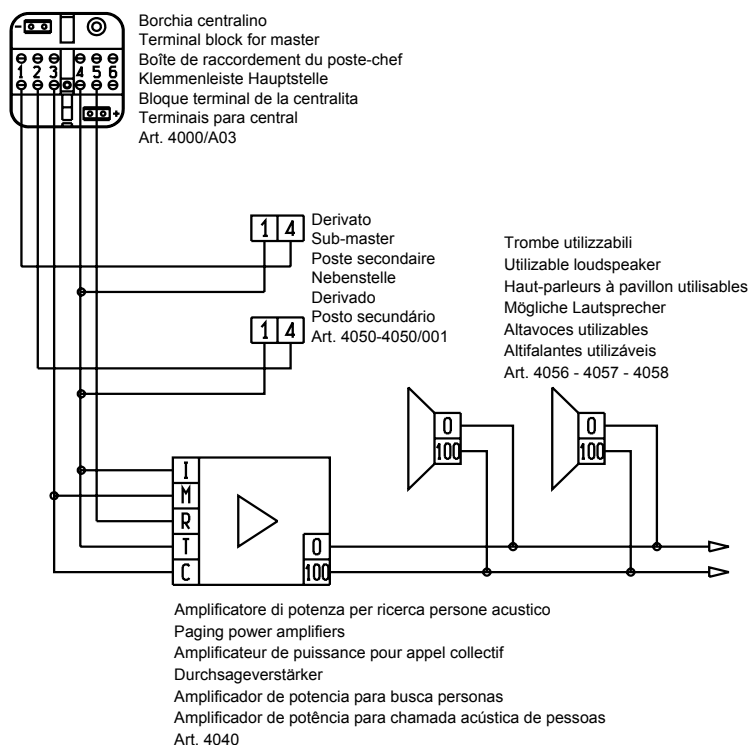 -
1 2 3 4 5 6
+
Borchia centralino
Terminal block for master
Boîte de raccordement du poste-chef
Klemmenleiste Hauptstelle
Bloque terminal de la centralita
Terminais para central
Art. 4000/A03
1 4
Derivato
Sub-master
Poste secondaire
Nebenstelle
Derivado
Posto secundário
Art. 4050-4050/001
1 4
Trombe utilizzabili
Utilizable loudspeaker
Haut-parleurs à pavillon utilisables
Mögliche Lautsprecher
Altavoces utilizables
Altifalantes utilizáveis
Art. 4056 - 4057 - 4058
0
100
0
100
I
M
R
T
C
0
100
Amplificatore di potenza per ricerca persone acustico
Paging power amplifiers
Amplificateur de puissance pour appel collectif
Durchsageverstärker
Amplificador de potencia para busca personas
Amplificador de potência para chamada acústica de pessoas
Art. 4040